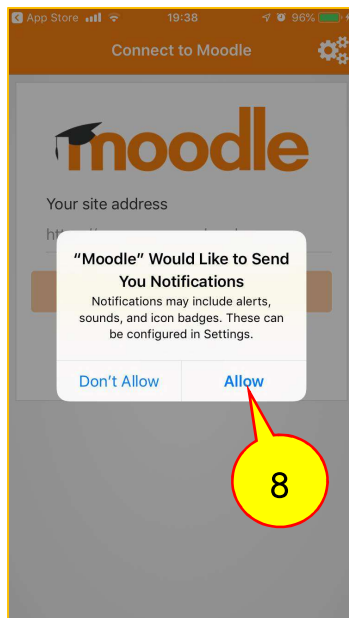 App Store 19:38 96%
Connect to Moodle
moodle
Your site address
"Moodle" Would Like to Send
You Notifications
Notifications may include alerts,
sounds, and icon badges. These can
be configured in Settings.
Don't Allow Allow
8